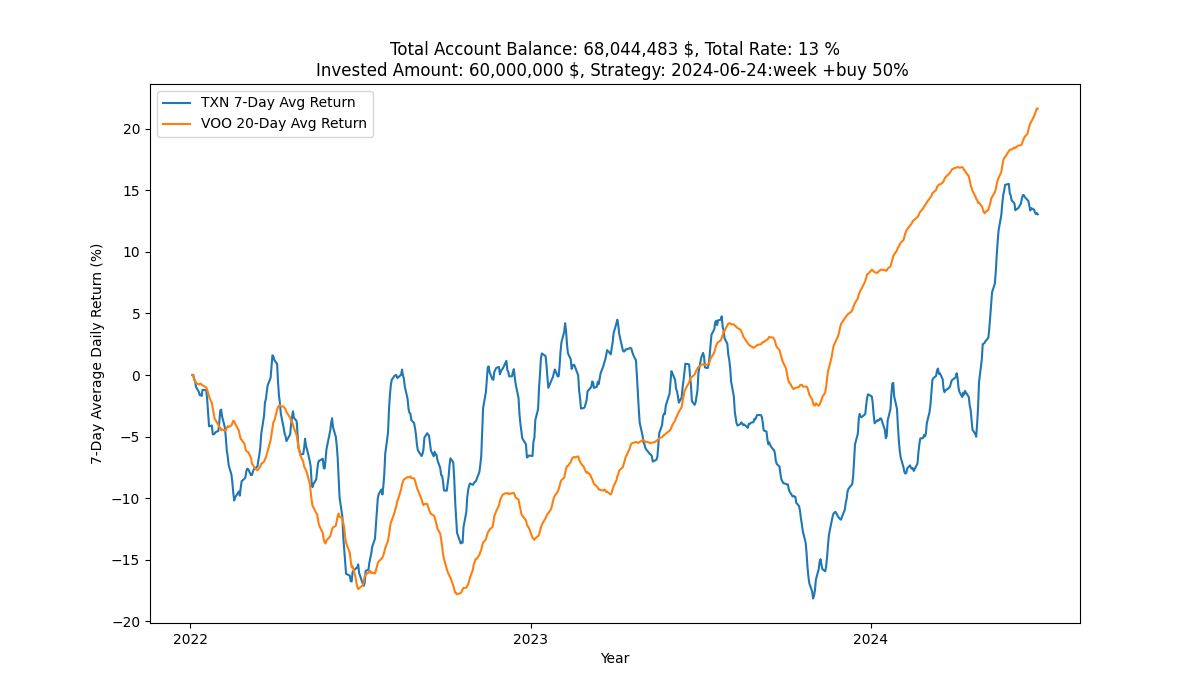 Total Account Balance: 68,044,483 $, Total Rate: 13 %
Invested Amount: 60,000,000 $, Strategy: 2024-06-24:week +buy 50%
TXN 7-Day Avg Return
VOO 20-Day Avg Return
7-Day Average Daily Return (%)
20
15
10
5
0
−5
−10
−15
−20
2022
2023
2024
Year